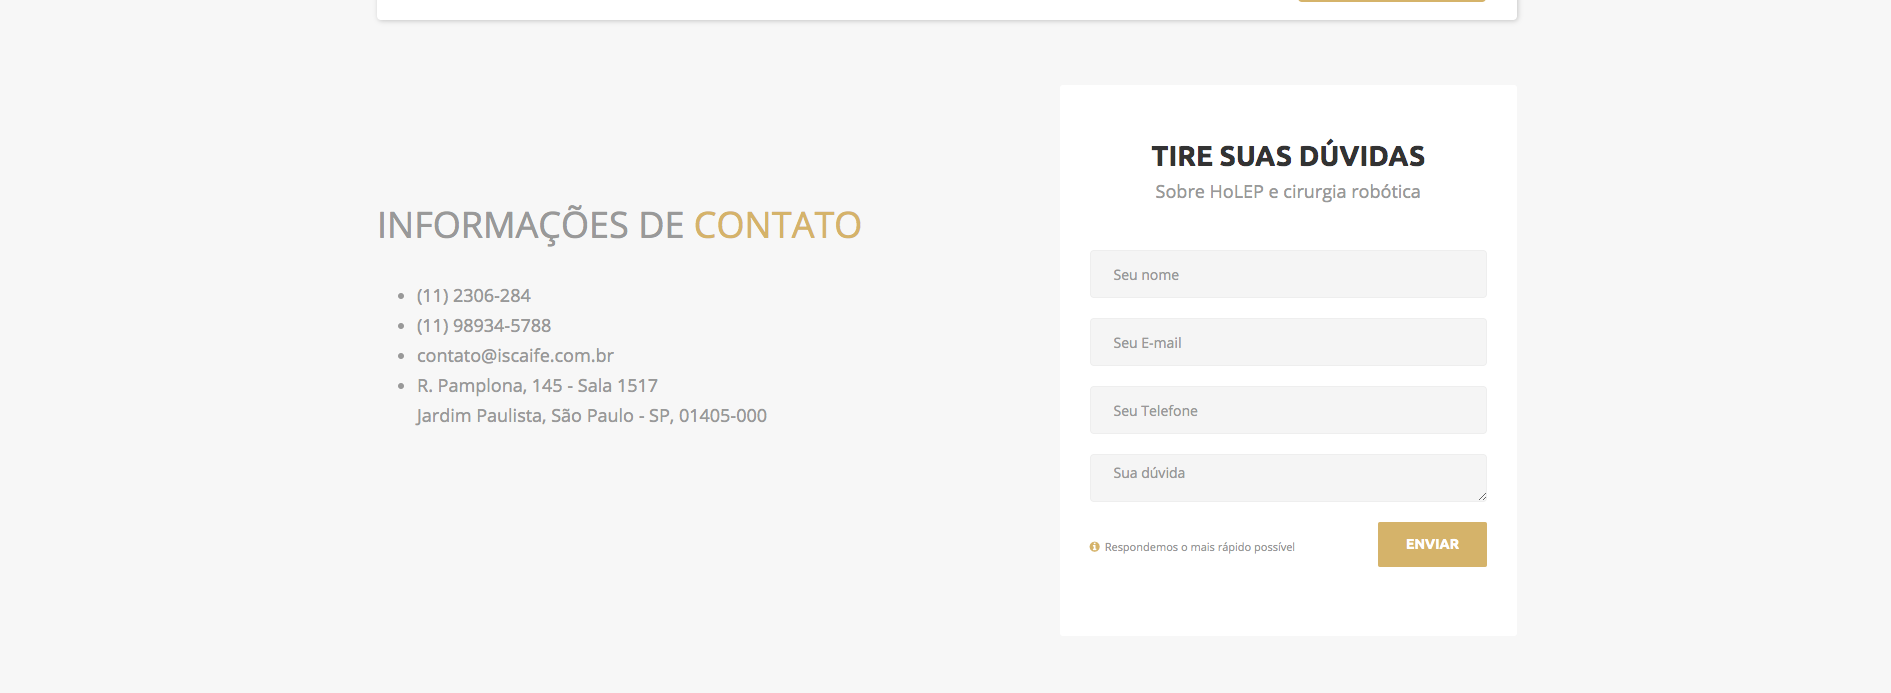 INFORMAÇÕES DE CONTATO
(11) 2306-284
(11) 98934-5788
contato@iscaife.com.br
R. Pamplona, 145 - Sala 1517
Jardim Paulista, São Paulo - SP, 01405-000
TIRE SUAS DÚVIDAS
Sobre HoLEP e cirurgia robótica
Seu nome
Seu E-mail
Seu Telefone
Sua dúvida
Respondemos o mais rápido possível
ENVIAR